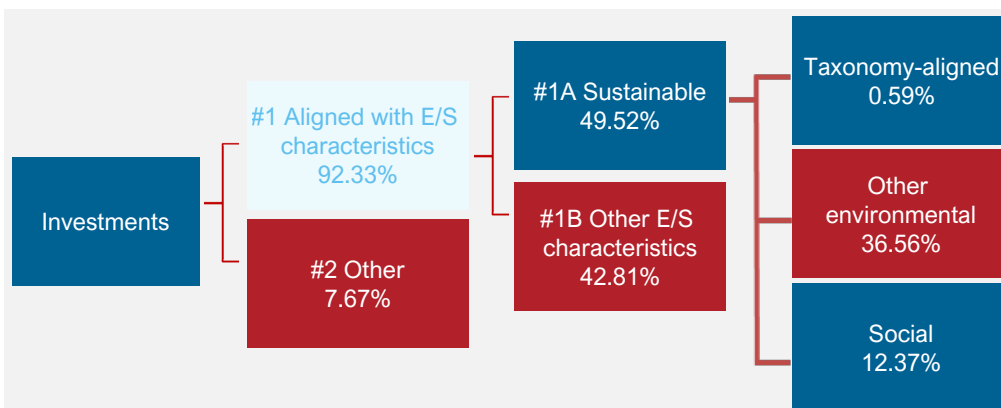 Investments
#1 Aligned with E/S
characteristics
92.33%
#2 Other
7.67%
#1A Sustainable
49.52%
#1B Other E/S
characteristics
42.81%
Taxonomy-aligned
0.59%
Other
environmental
36.56%
Social
12.37%